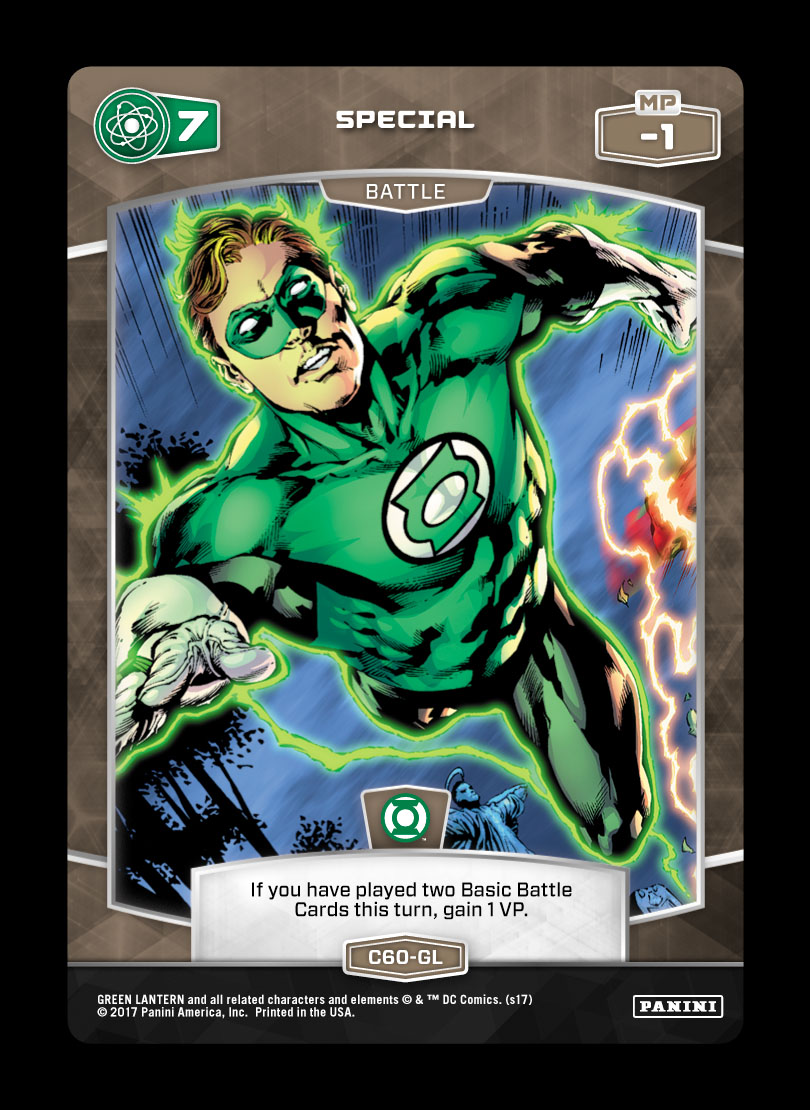 7
SPECIAL
MP
-1
BATTLE
™
If you have played two Basic Battle
Cards this turn, gain 1 VP.
C60-GL
GREEN LANTERN and all related characters and elements © & ™ DC Comics. (s17)
© 2017 Panini America, Inc. Printed in the USA.
PANINI